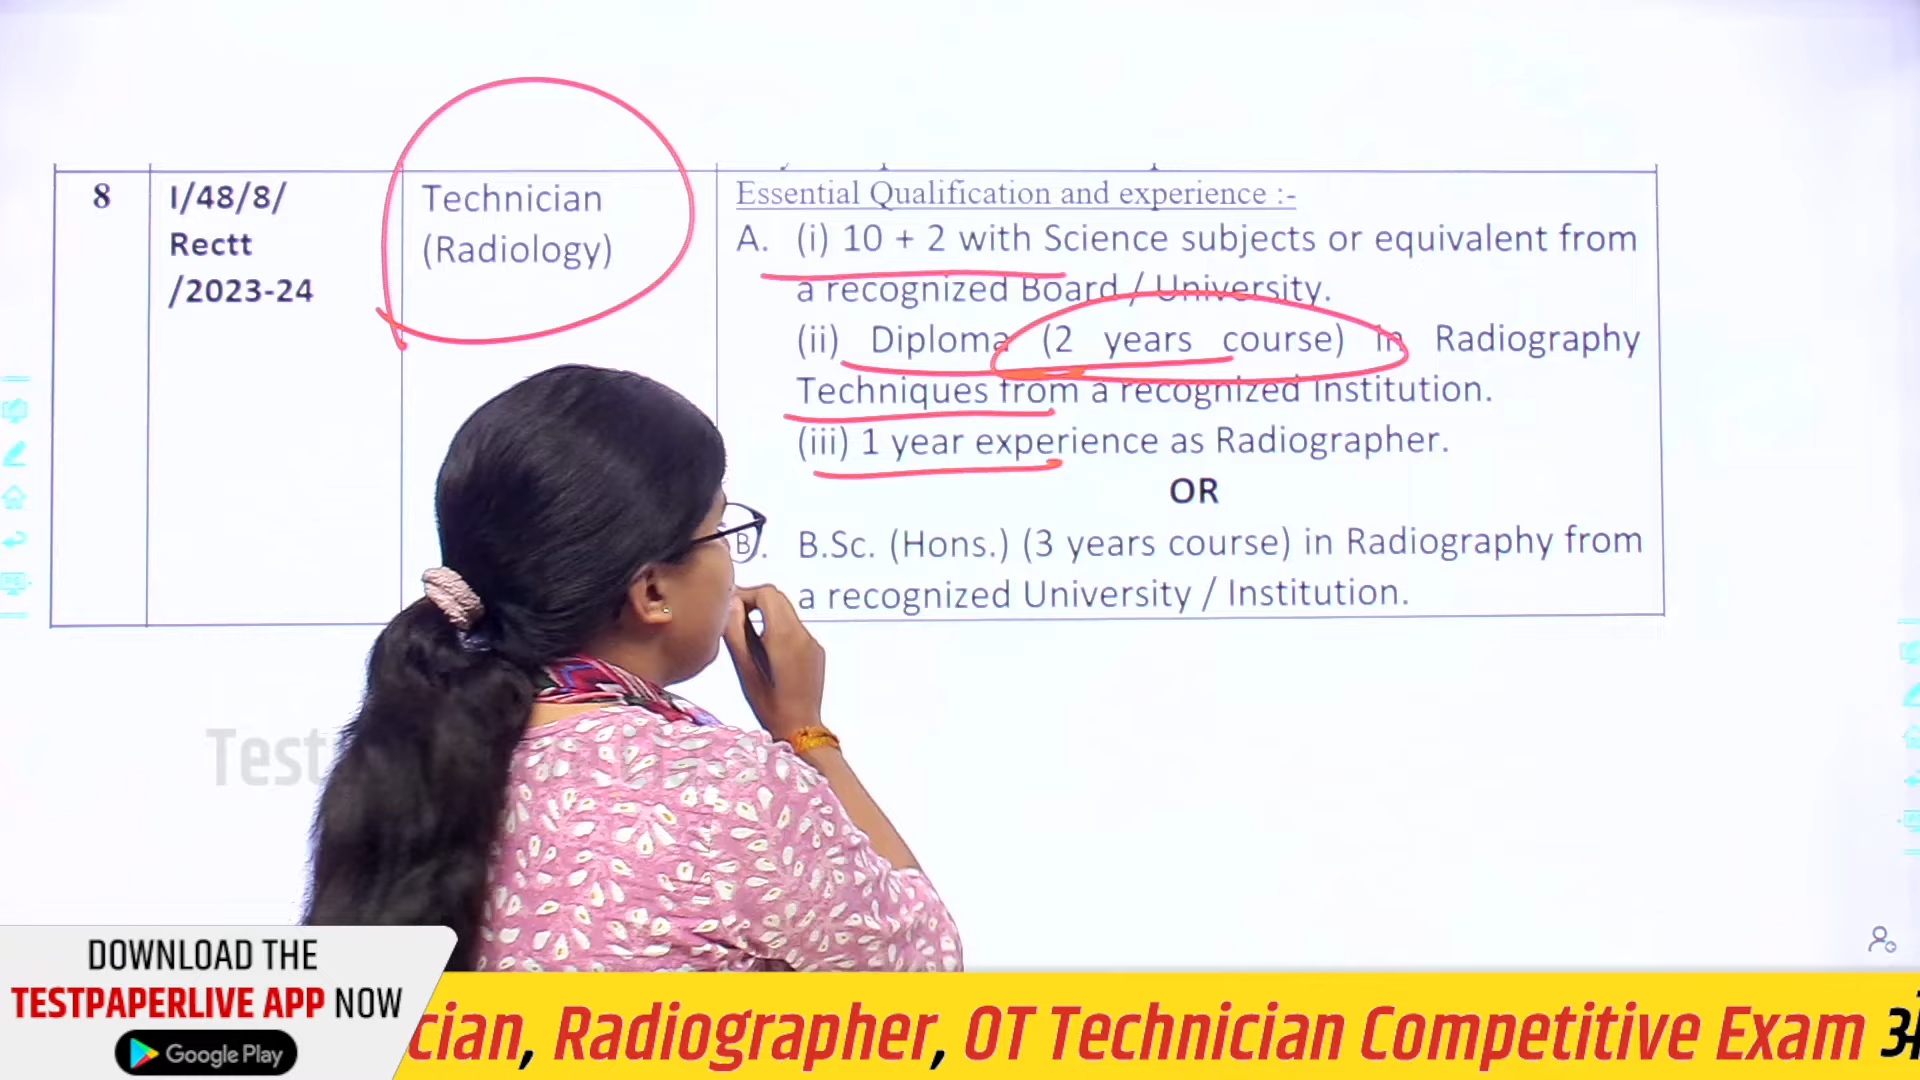 8
I/48/8/
Rectt
/2023-24
Technician
(Radiology)
Essential Qualification and experience :-
A. (i) 10 + 2 with Science subjects or equivalent from
a recognized Board / University.
(ii) Diploma (2 years course) in Radiography
Techniques from a recognized Institution.
(iii) 1 year experience as Radiographer.
OR
B. B.Sc. (Hons.) (3 years course) in Radiography from
a recognized University / Institution.
DOWNLOAD THE
TESTPAPERLIVE APP NOW
Google Play
cian, Radiographer, OT Technician Competitive Exam